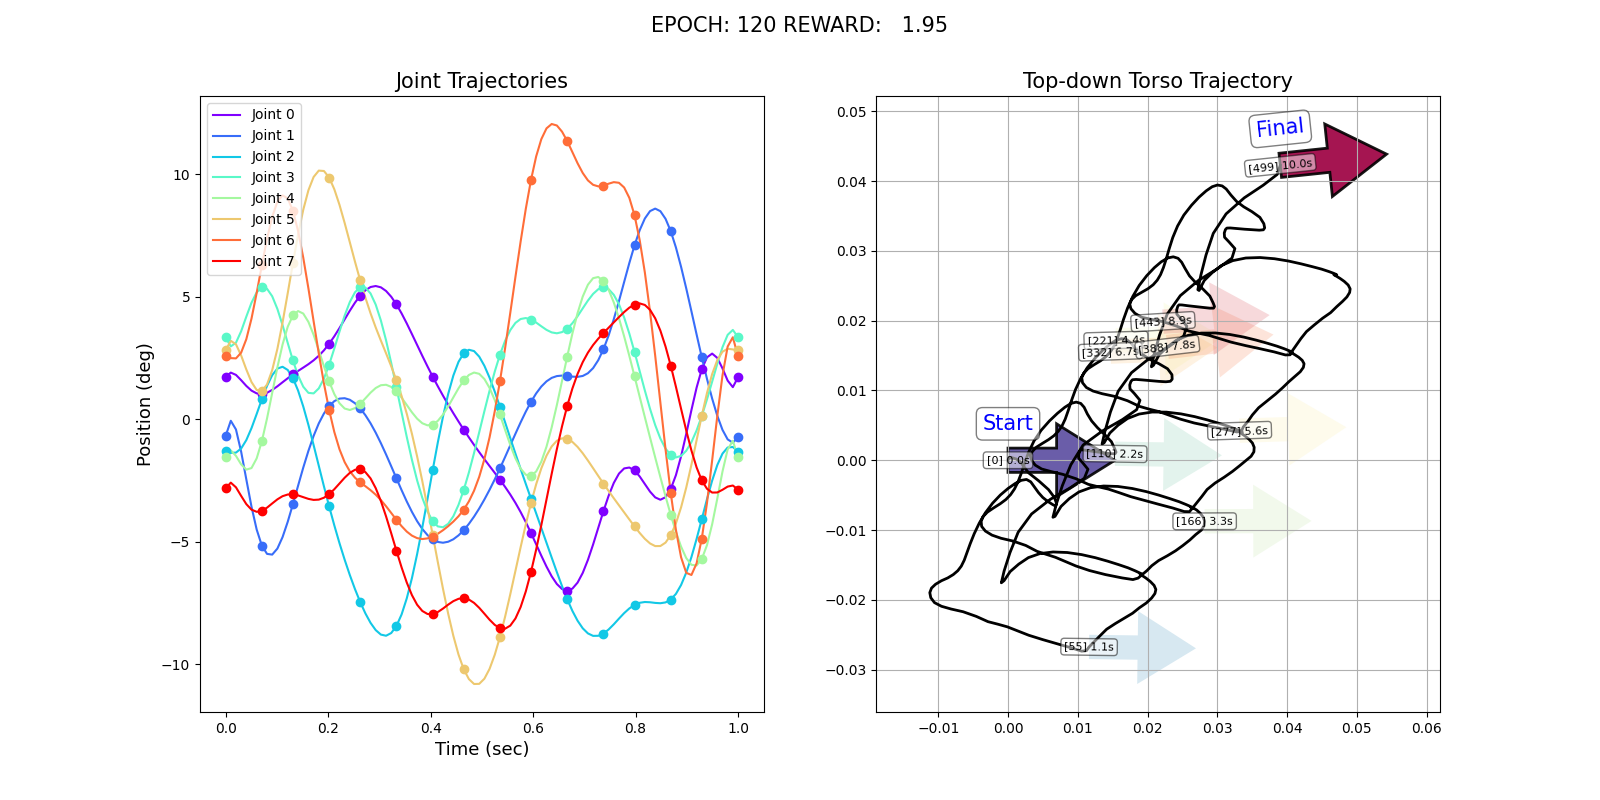 EPOCH: 120 REWARD:   1.95
Joint Trajectories
Joint 0
Joint 1
Joint 2
Joint 3
Joint 4
Joint 5
Joint 6
Joint 7
10
5
0
−5
−10
Position (deg)
0.0 0.2 0.4 0.6 0.8 1.0
Time (sec)
Top-down Torso Trajectory
0.05
0.04
0.03
0.02
0.01
0.00
−0.01
−0.02
−0.03
Final
[499] 10.0s
[443] 8.9s
[221] 4.4s
[332] 6.7s
[388] 7.8s
Start
[277] 5.6s
[110] 2.2s
[0] 0.0s
[166] 3.3s
[55] 1.1s
−0.01 0.00 0.01 0.02 0.03 0.04 0.05 0.06